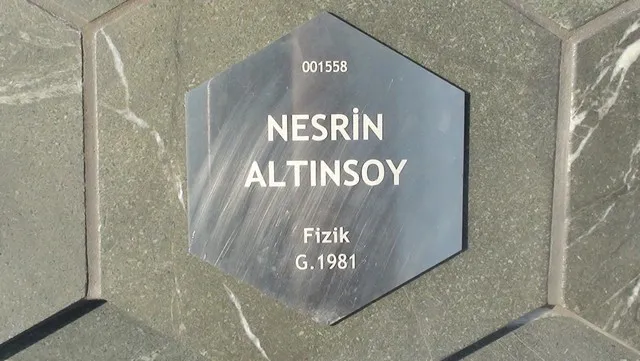 001558
NESRİN
ALTINSOY
Fizik
G.1981